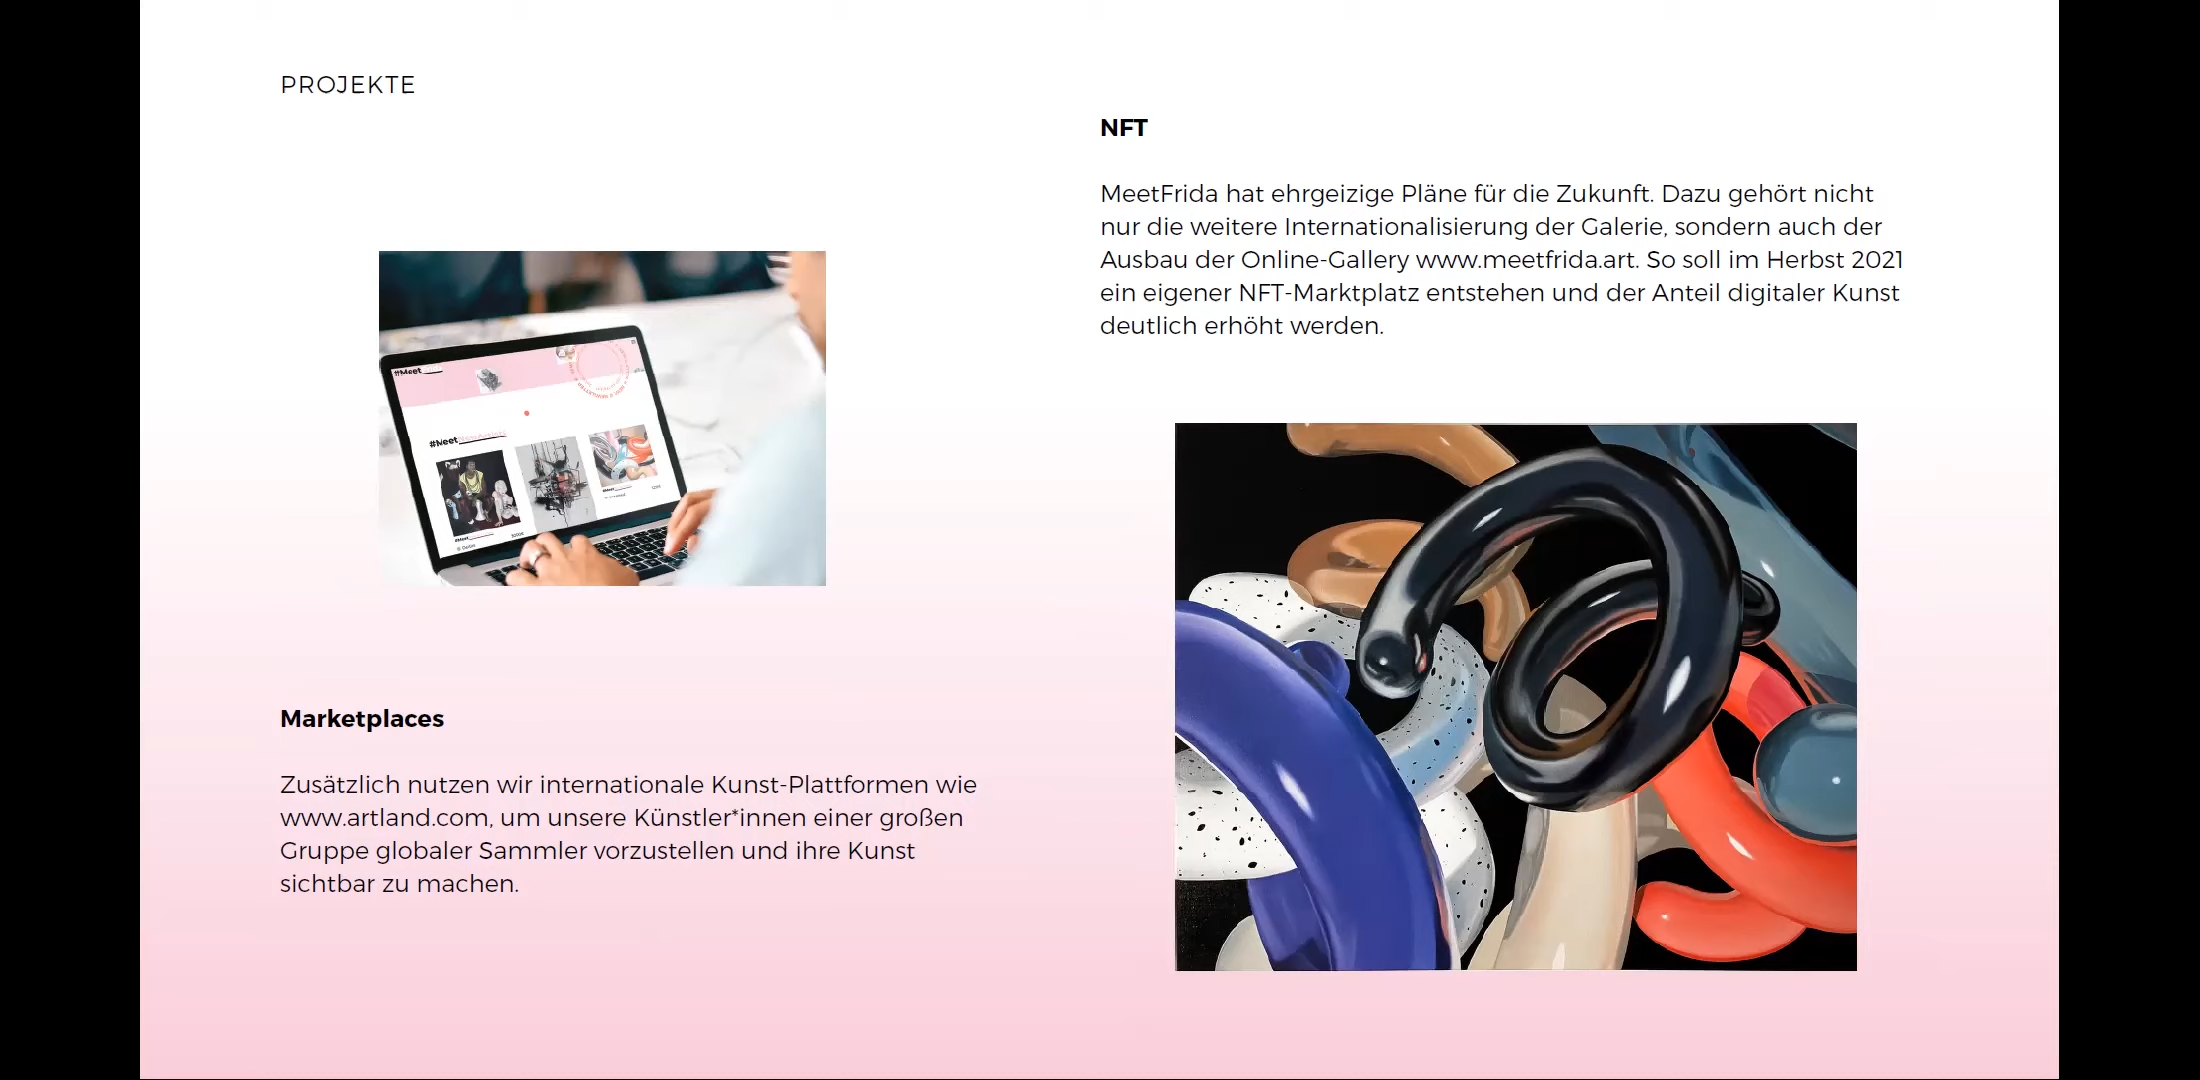 PROJEKTE
#Meet
#Meet
Marketplaces
Zusätzlich nutzen wir internationale Kunst-Plattformen wie
www.artland.com, um unsere Künstler*innen einer großen
Gruppe globaler Sammler vorzustellen und ihre Kunst
sichtbar zu machen.
NFT
MeetFrida hat ehrgeizige Pläne für die Zukunft. Dazu gehört nicht
nur die weitere Internationalisierung der Galerie, sondern auch der
Ausbau der Online-Gallery www.meetfrida.art. So soll im Herbst 2021
ein eigener NFT-Marktplatz entstehen und der Anteil digitaler Kunst
deutlich erhöht werden.